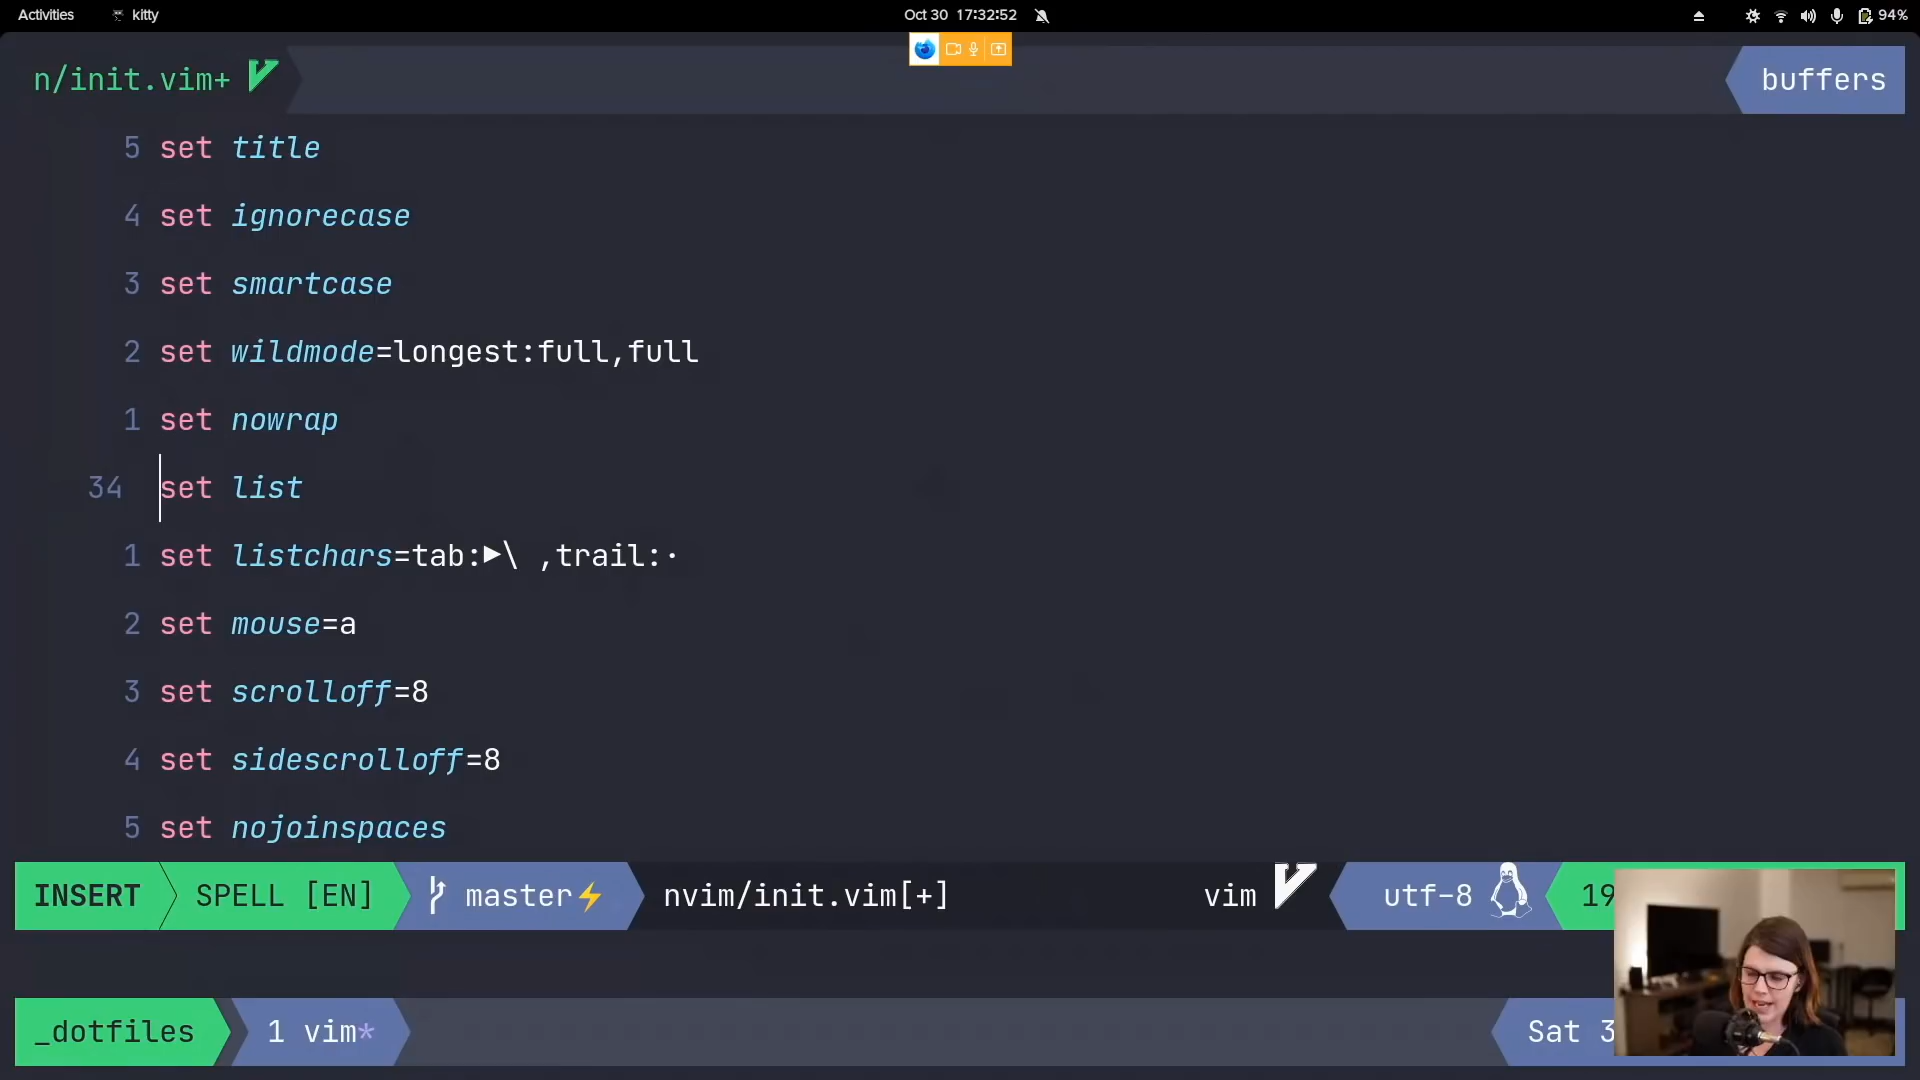 Activities kitty Oct 30 17:32:52 94%
n/init.vim+ buffers
5 set title
4 set ignorecase
3 set smartcase
2 set wildmode=longest:full,full
1 set nowrap
34 set list
1 set listchars=tab:▶\ ,trail:·
2 set mouse=a
3 set scrolloff=8
4 set sidescrolloff=8
5 set nojoinspaces
INSERT SPELL [EN] master⚡ nvim/init.vim[+] vim utf-8 19
_dotfiles 1 vim* Sat 3